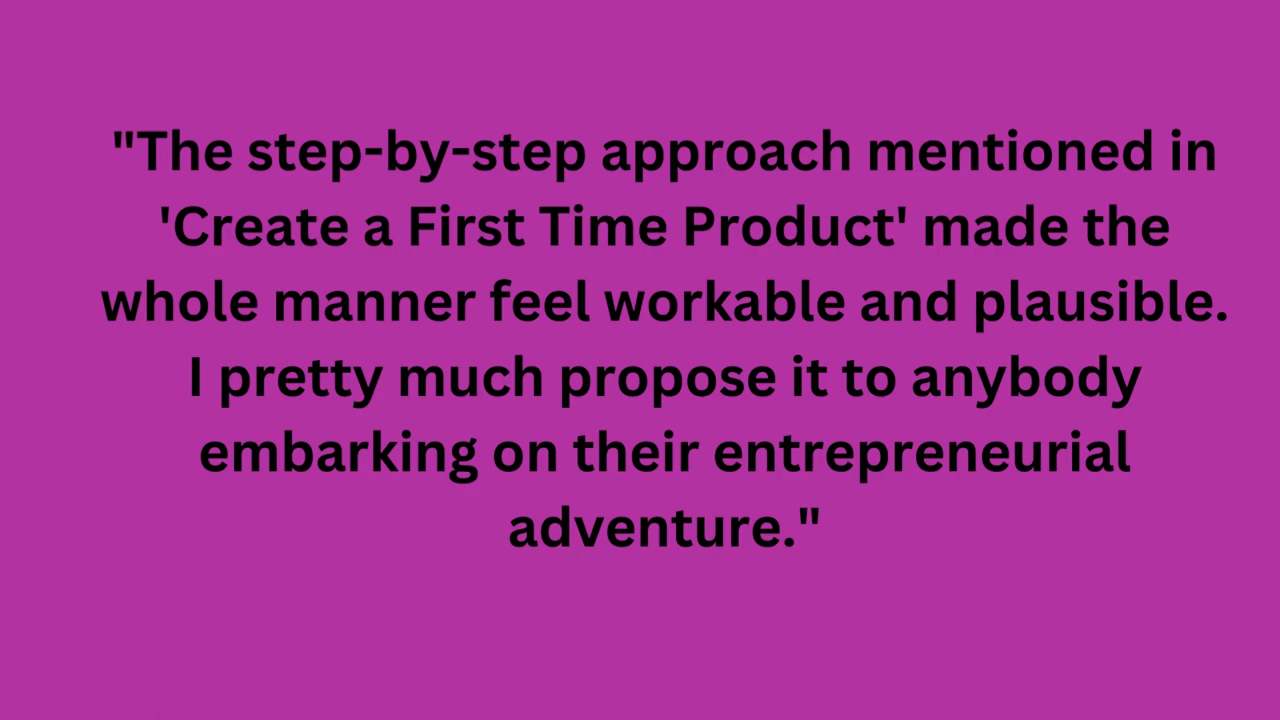 "The step-by-step approach mentioned in
'Create a First Time Product' made the
whole manner feel workable and plausible.
I pretty much propose it to anybody
embarking on their entrepreneurial
adventure."